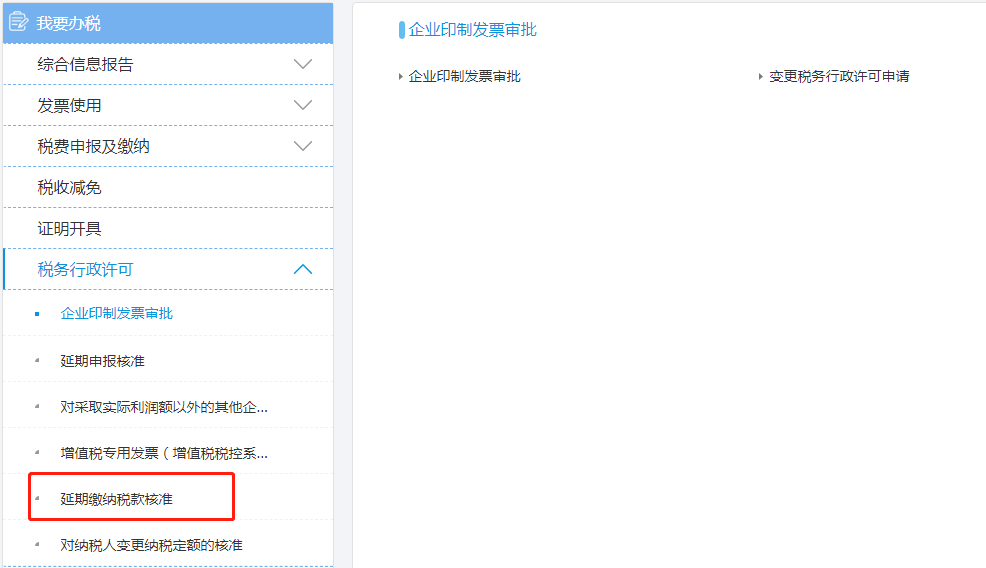 我要办税
综合信息报告
发票使用
税费申报及缴纳
税收减免
证明开具
税务行政许可
企业印制发票审批
延期申报核准
对采取实际利润额以外的其他企...
增值税专用发票（增值税税控系...
延期缴纳税款核准
对纳税人变更纳税定额的核准
企业印制发票审批
企业印制发票审批
变更税务行政许可申请